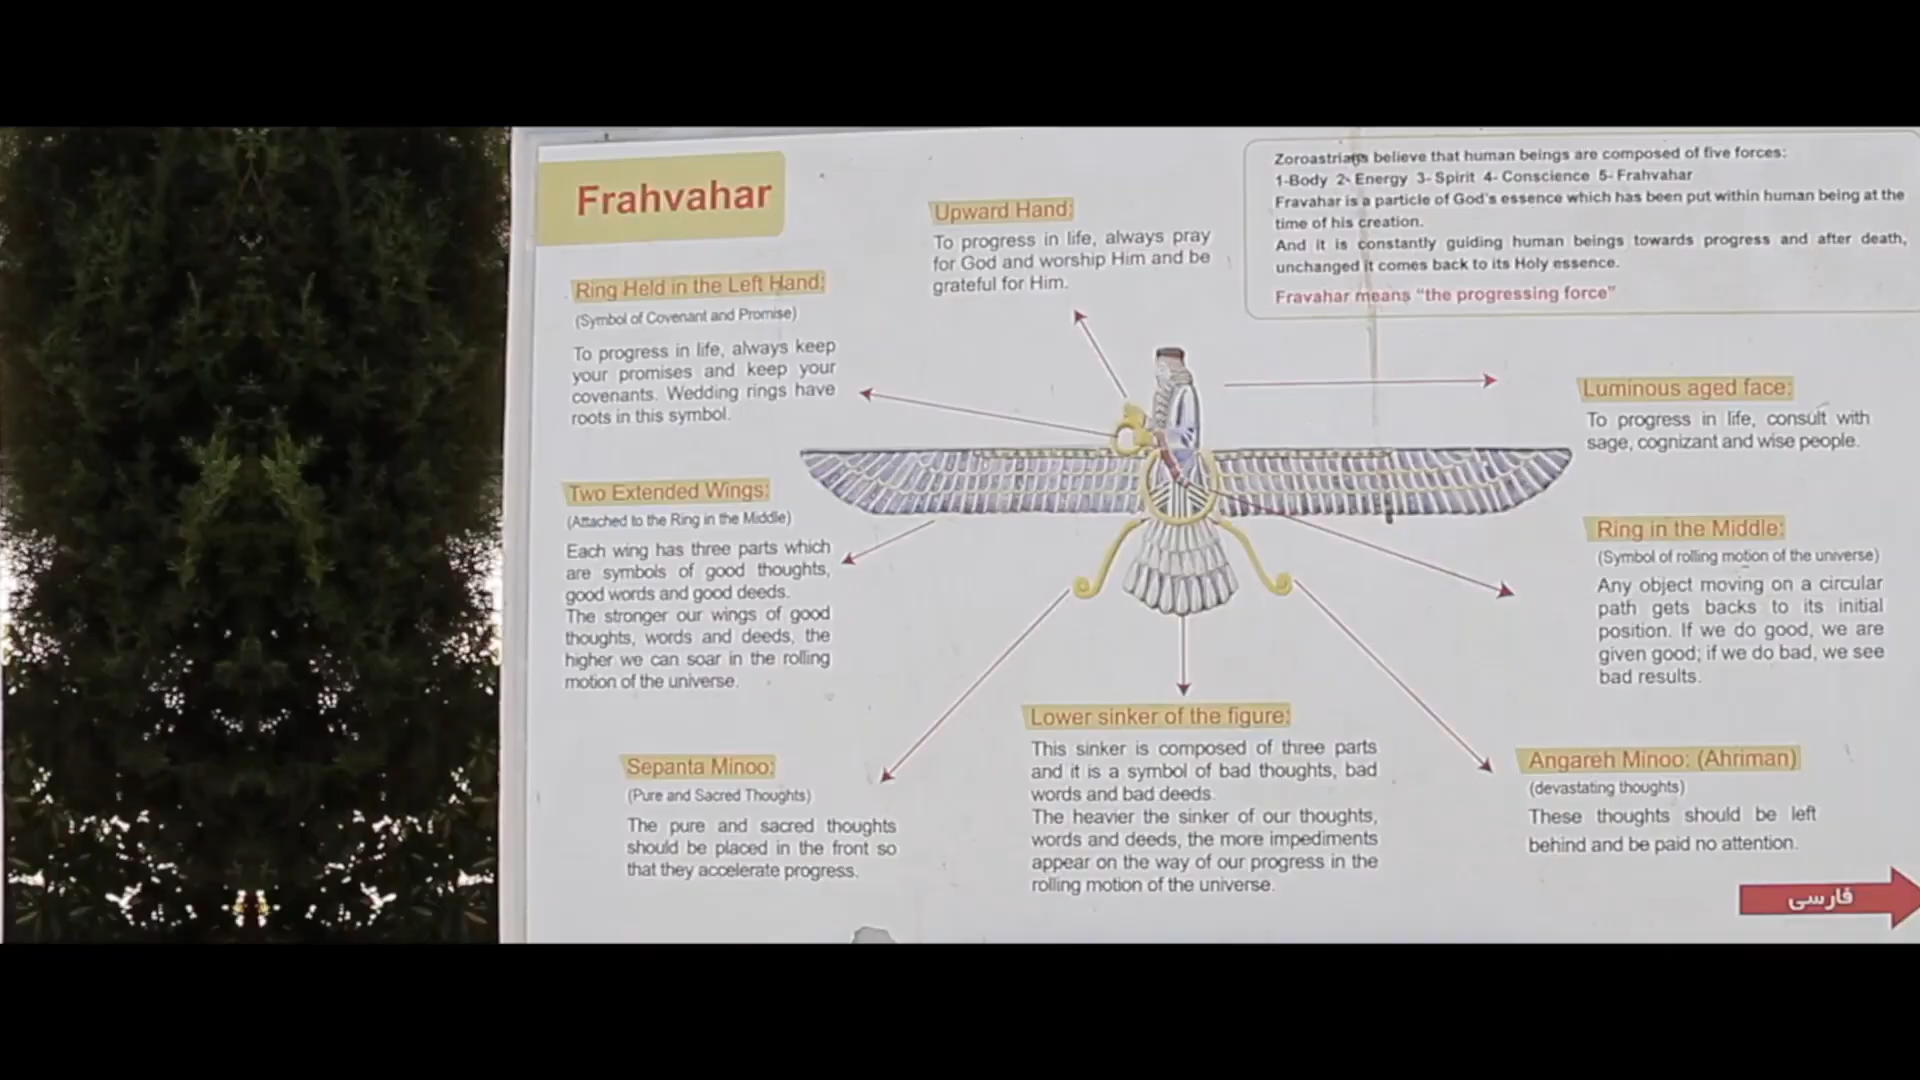 Frahvahar
Upward Hand:
To progress in life, always pray
for God and worship Him and be
grateful for Him.
Zoroastrians believe that human beings are composed of five forces:
1-Body 2- Energy 3- Spirit 4- Conscience 5- Frahvahar
Fravahar is a particle of God's essence which has been put within human being at the
time of his creation.
And it is constantly guiding human beings towards progress and after death,
unchanged it comes back to its Holy essence.
Fravahar means “the progressing force”
Ring Held in the Left Hand:
(Symbol of Covenant and Promise)
To progress in life, always keep
your promises and keep your
covenants. Wedding rings have
roots in this symbol.
Luminous aged face:
To progress in life, consult with
sage, cognizant and wise people.
Two Extended Wings:
(Attached to the Ring in the Middle)
Each wing has three parts which
are symbols of good thoughts,
good words and good deeds.
The stronger our wings of good
thoughts, words and deeds, the
higher we can soar in the rolling
motion of the universe.
Ring in the Middle:
(Symbol of rolling motion of the universe)
Any object moving on a circular
path gets backs to its initial
position. If we do good, we are
given good; if we do bad, we see
bad results.
Sepanta Minoo:
(Pure and Sacred Thoughts)
The pure and sacred thoughts
should be placed in the front so
that they accelerate progress.
Lower sinker of the figure:
This sinker is composed of three parts
and it is a symbol of bad thoughts, bad
words and bad deeds.
The heavier the sinker of our thoughts,
words and deeds, the more impediments
appear on the way of our progress in the
rolling motion of the universe.
Angareh Minoo: (Ahriman)
(devastating thoughts)
These thoughts should be left
behind and be paid no attention.
فارسی